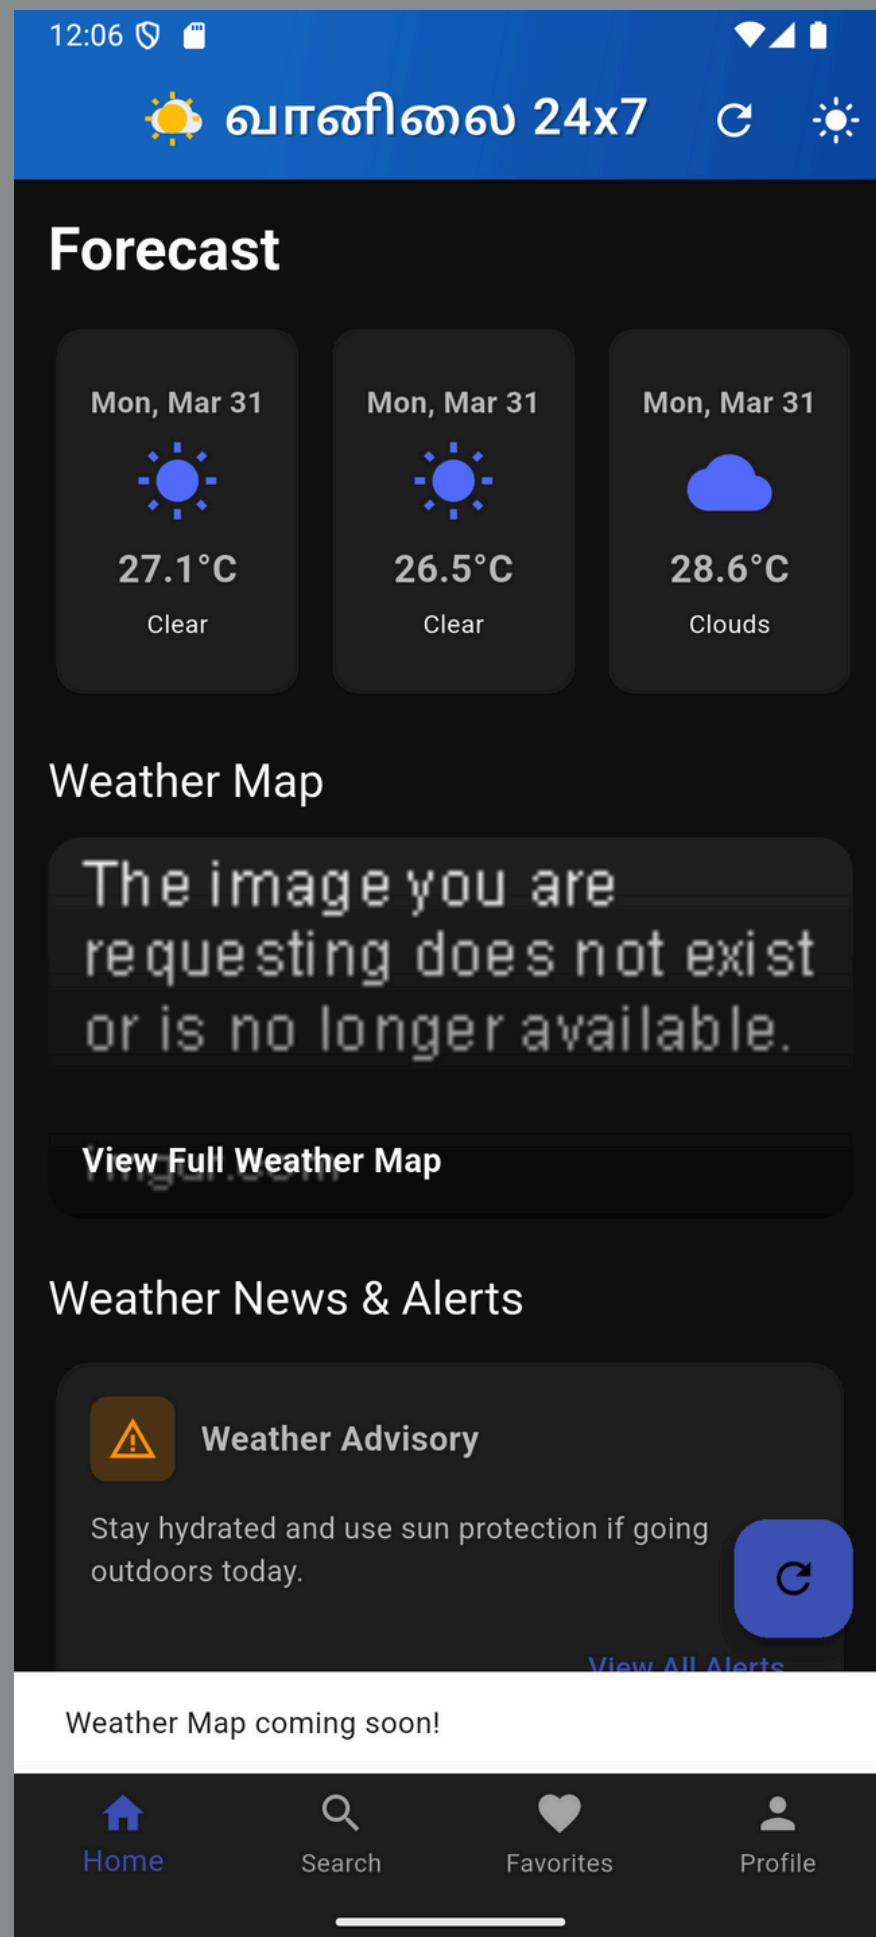 12:06
வானிலை 24x7
Forecast
Mon, Mar 31
27.1°C
Clear
Mon, Mar 31
26.5°C
Clear
Mon, Mar 31
28.6°C
Clouds
Weather Map
The image you are
requesting does not exist
or is no longer available.
imgur.com
View Full Weather Map
Weather News & Alerts
Weather Advisory
Stay hydrated and use sun protection if going
outdoors today.
View All Alerts
Weather Map coming soon!
Home
Search
Favorites
Profile